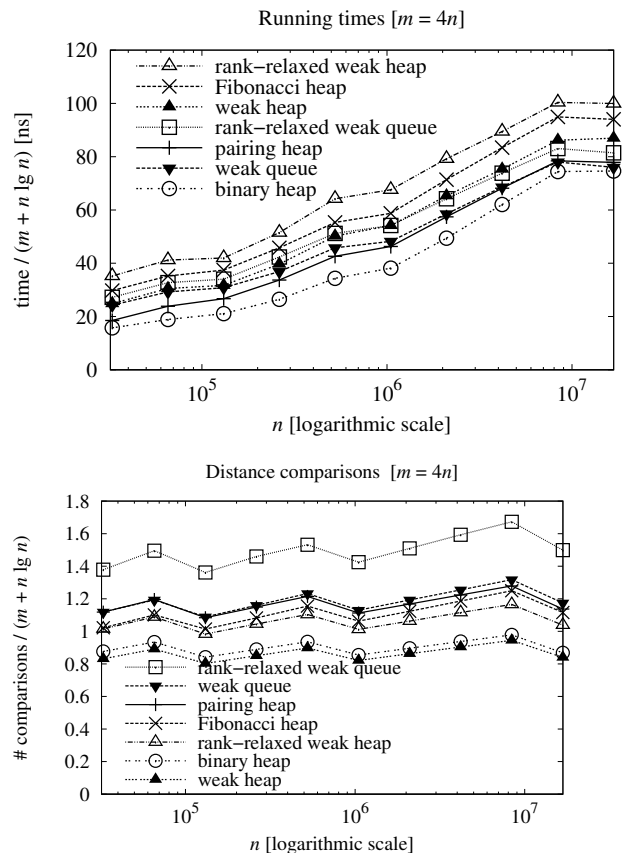 Running times [m = 4n]
120
100
80
60
40
20
0
time / (m + n lg n) [ns]
rank−relaxed weak heap
Fibonacci heap
weak heap
rank−relaxed weak queue
pairing heap
weak queue
binary heap
10^5
10^6
10^7
n [logarithmic scale]
Distance comparisons [m = 4n]
1.8
1.6
1.4
1.2
1
0.8
0.6
0.4
0.2
0
# comparisons / (m + n lg n)
rank−relaxed weak queue
weak queue
pairing heap
Fibonacci heap
rank−relaxed weak heap
binary heap
weak heap
10^5
10^6
10^7
n [logarithmic scale]